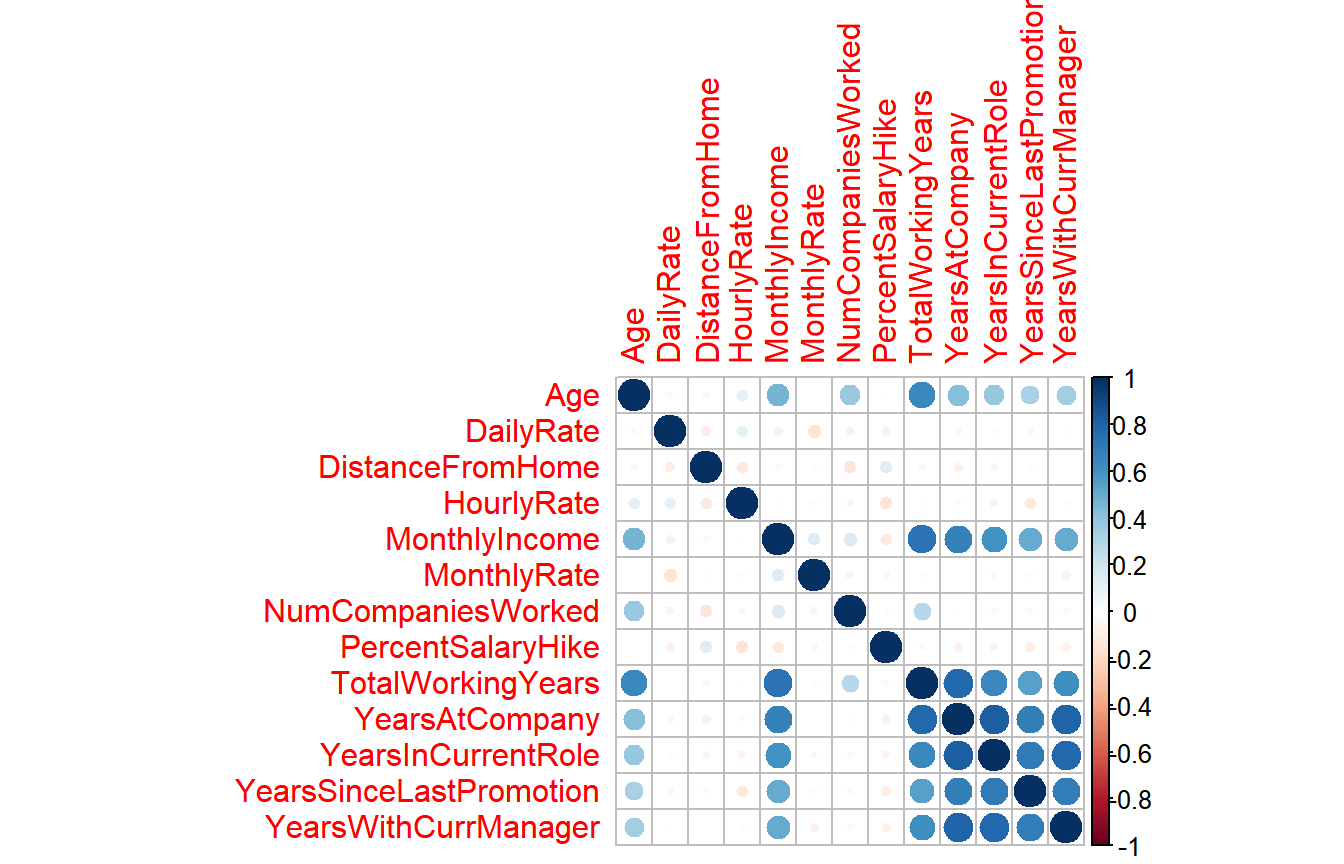 Age
DailyRate
DistanceFromHome
HourlyRate
MonthlyIncome
MonthlyRate
NumCompaniesWorked
PercentSalaryHike
TotalWorkingYears
YearsAtCompany
YearsInCurrentRole
YearsSinceLastPromotion
YearsWithCurrManager
Age
DailyRate
DistanceFromHome
HourlyRate
MonthlyIncome
MonthlyRate
NumCompaniesWorked
PercentSalaryHike
TotalWorkingYears
YearsAtCompany
YearsInCurrentRole
YearsSinceLastPromotion
YearsWithCurrManager
1
0.8
0.6
0.4
0.2
0
-0.2
-0.4
-0.6
-0.8
-1